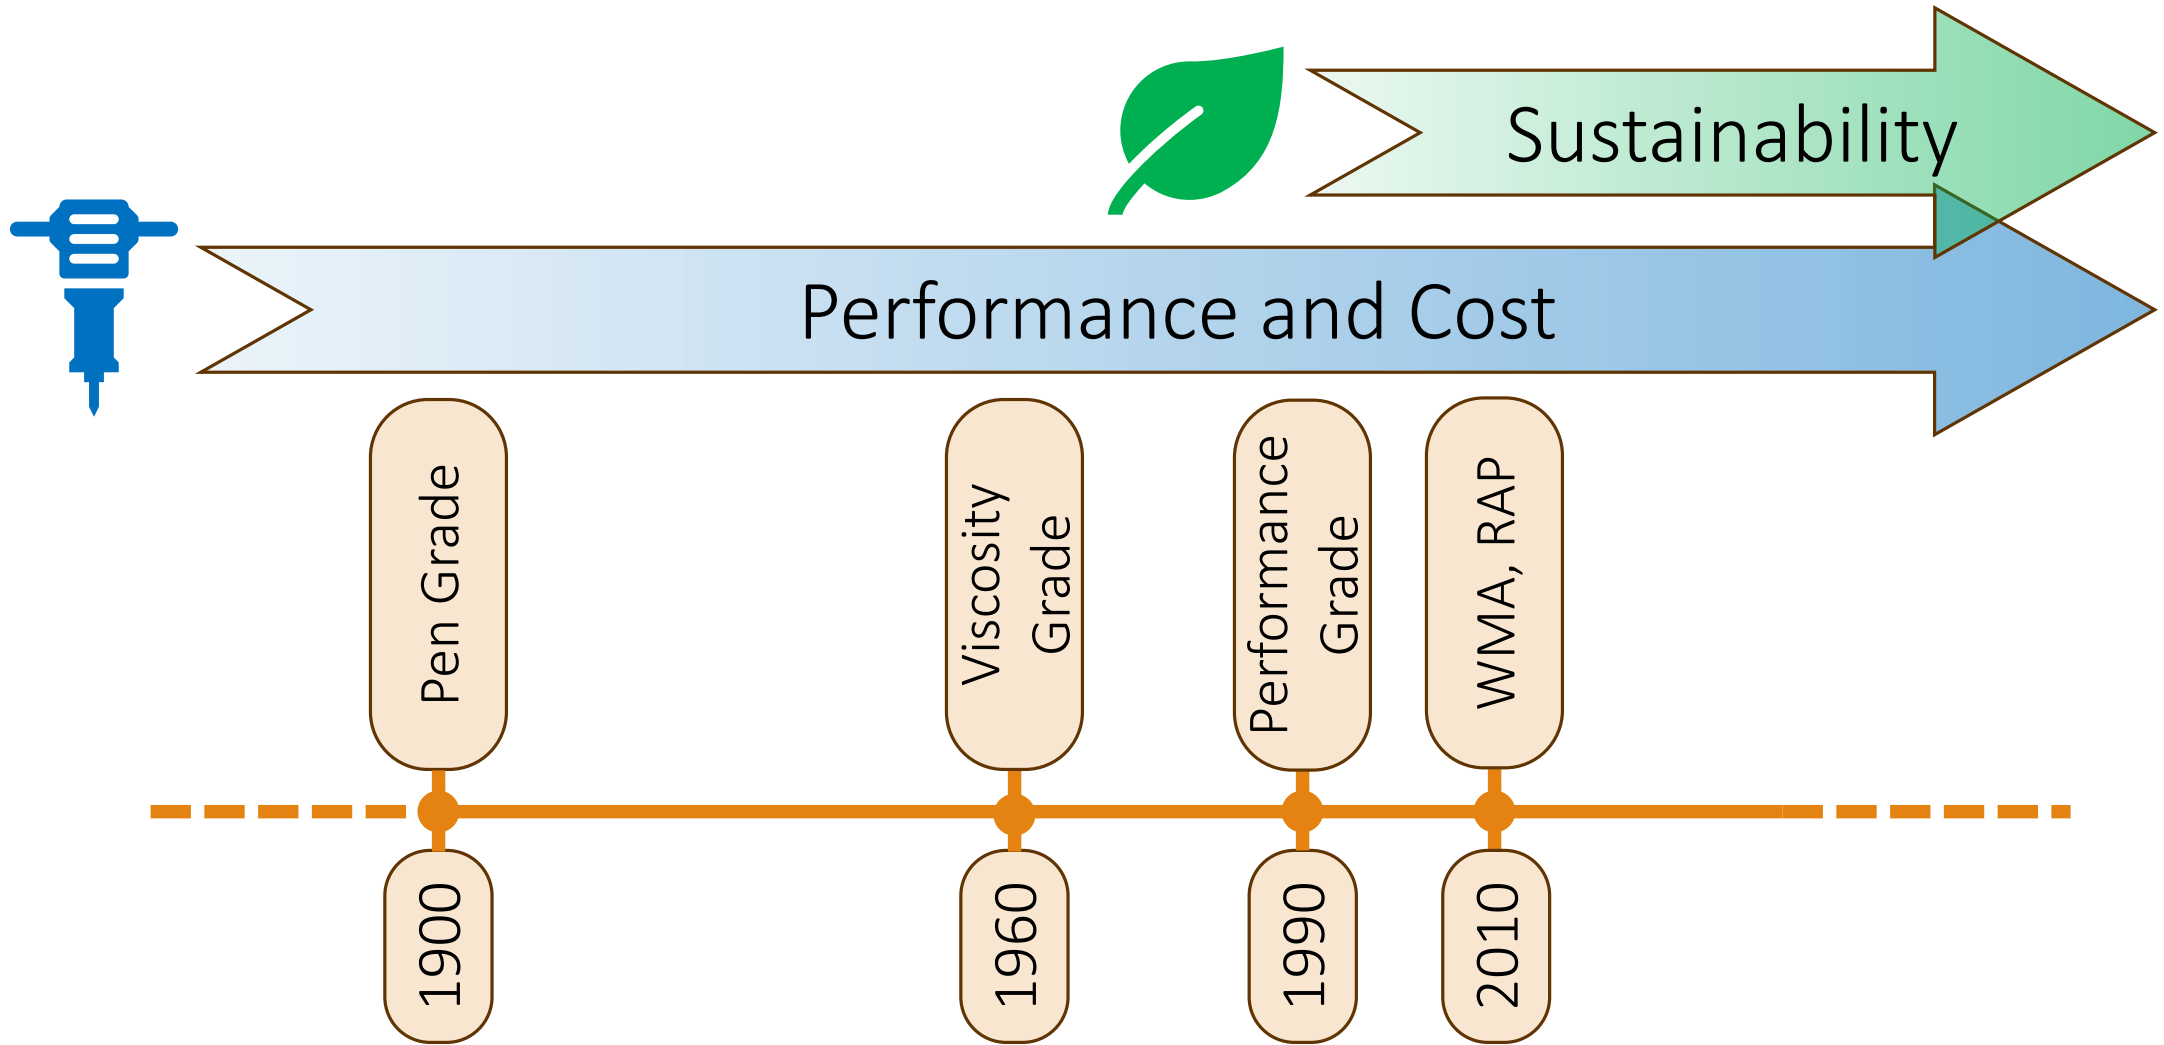 Sustainability
Performance and Cost
Pen Grade
Viscosity
Grade
Performance
Grade
WMA, RAP
1900
1960
1990
2010